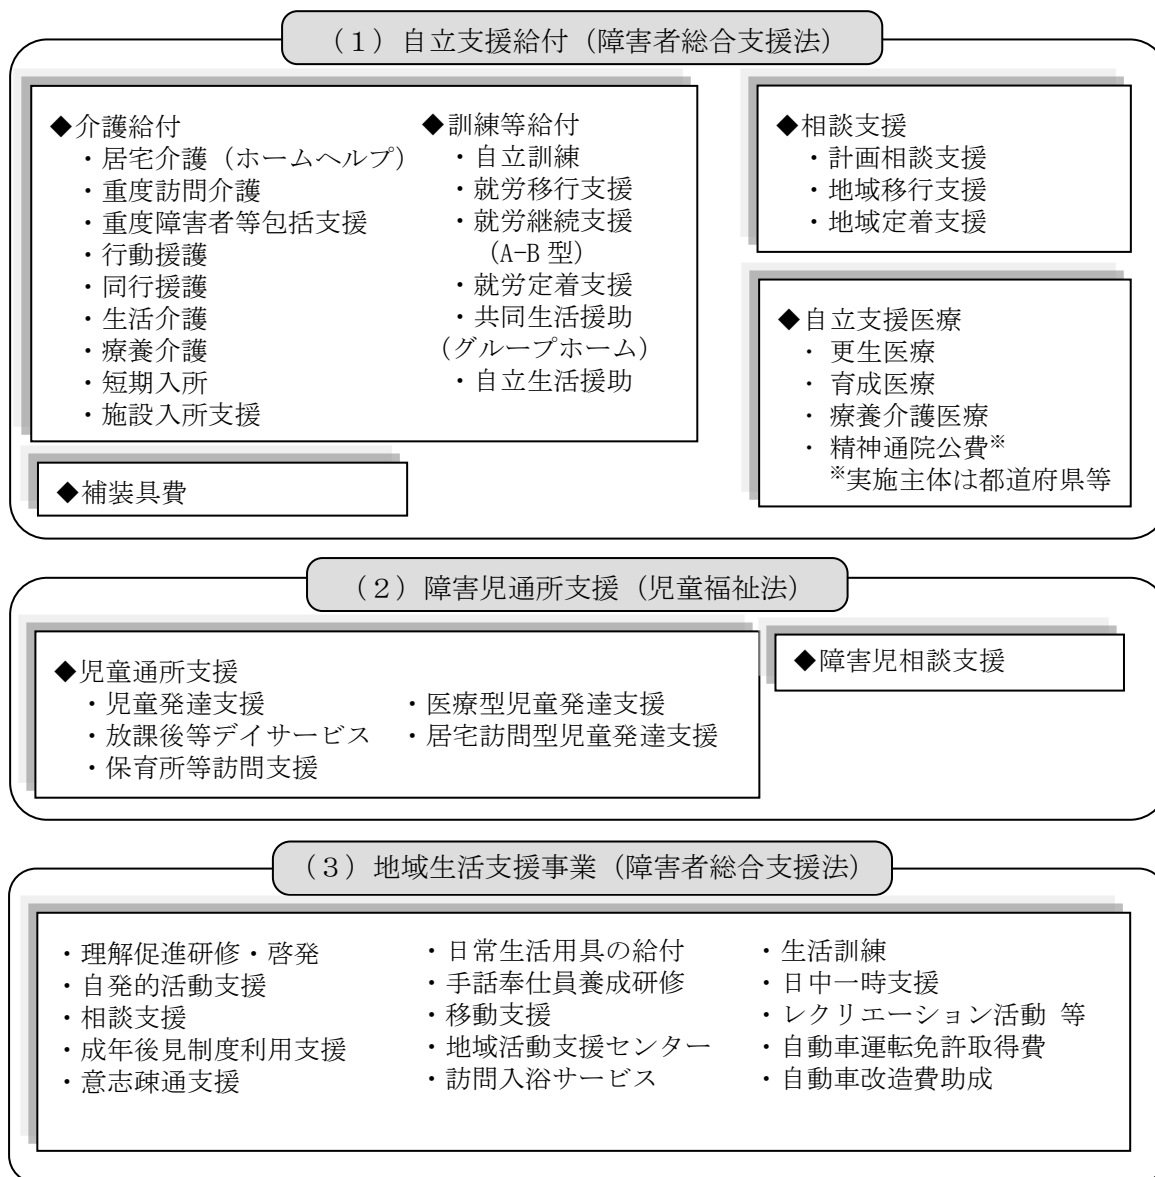 （１）自立支援給付（障害者総合支援法）
◆介護給付
・居宅介護（ホームヘルプ）
・重度訪問介護
・重度障害者等包括支援
・行動援護
・同行援護
・生活介護
・療養介護
・短期入所
・施設入所支援
◆訓練等給付
・自立訓練
・就労移行支援
・就労継続支援
（A-B 型）
・就労定着支援
・共同生活援助
（グループホーム）
・自立生活援助
◆相談支援
・計画相談支援
・地域移行支援
・地域定着支援
◆自立支援医療
・ 更生医療
・ 育成医療
・ 療養介護医療
・ 精神通院公費※
※実施主体は都道府県等
◆補装具費
（２）障害児通所支援（児童福祉法）
◆児童通所支援
・児童発達支援
・放課後等デイサービス
・保育所等訪問支援
・医療型児童発達支援
・居宅訪問型児童発達支援
◆障害児相談支援
（３）地域生活支援事業（障害者総合支援法）
・理解促進研修・啓発
・自発的活動支援
・相談支援
・成年後見制度利用支援
・意志疎通支援
・日常生活用具の給付
・手話奉仕員養成研修
・移動支援
・地域活動支援センター
・訪問入浴サービス
・生活訓練
・日中一時支援
・レクリエーション活動 等
・自動車運転免許取得費
・自動車改造費助成